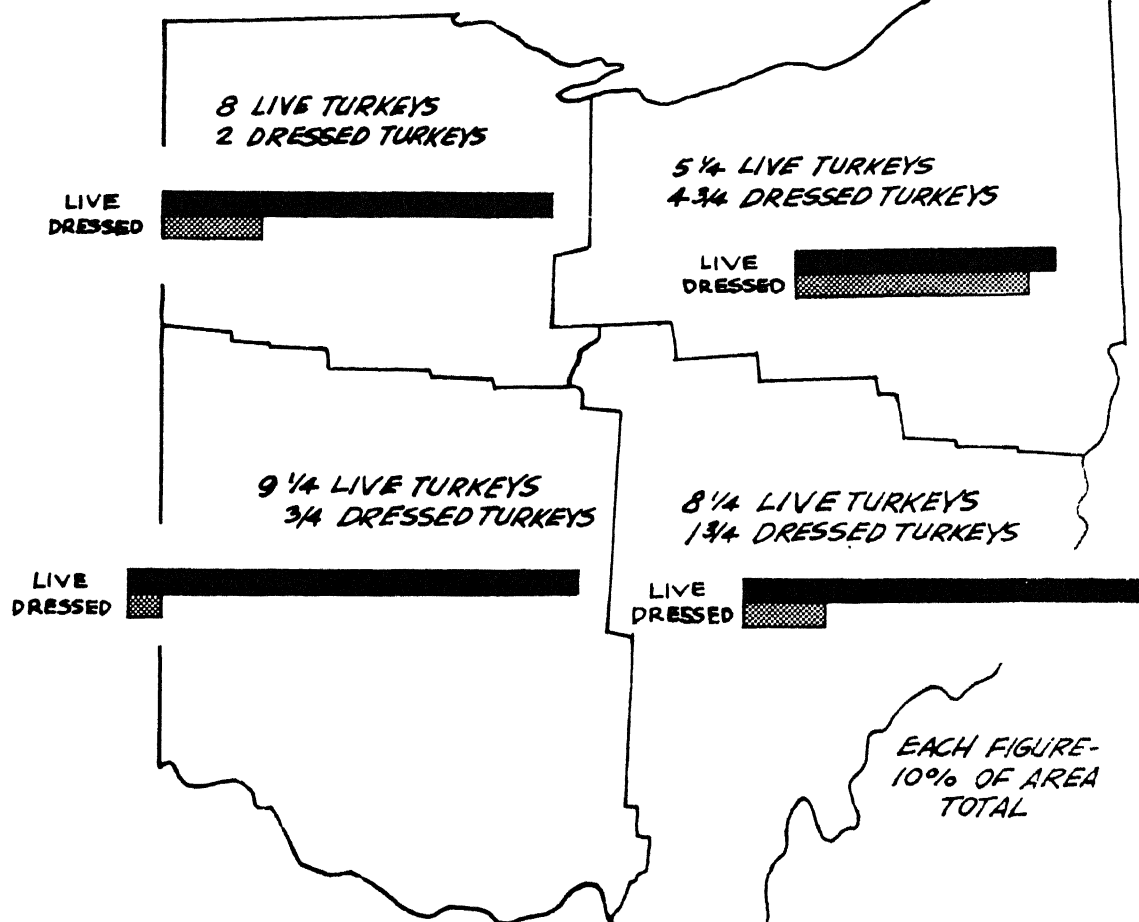 8 LIVE TURKEYS
2 DRESSED TURKEYS
LIVE
DRESSED
5 1/4 LIVE TURKEYS
4 3/4 DRESSED TURKEYS
LIVE
DRESSED
9 1/4 LIVE TURKEYS
3/4 DRESSED TURKEYS
LIVE
DRESSED
8 1/4 LIVE TURKEYS
1 3/4 DRESSED TURKEYS
LIVE
DRESSED
EACH FIGURE-
10% OF AREA
TOTAL